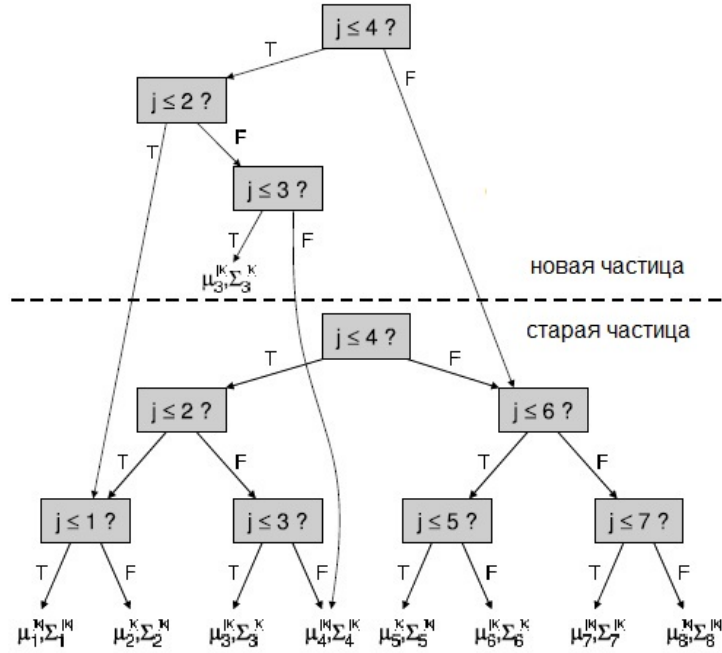 j ≤ 4 ?
T
F
j ≤ 2 ?
T
F
j ≤ 3 ?
T
F
μ₃^[k], Σ₃^[k]
новая частица
старая частица
j ≤ 4 ?
T
F
j ≤ 2 ?
j ≤ 6 ?
T
F
T
F
j ≤ 1 ?
j ≤ 3 ?
j ≤ 5 ?
j ≤ 7 ?
T
F
T
F
T
F
T
F
μ₁^[k], Σ₁^[k] μ₂^[k], Σ₂^[k] μ₃^[k], Σ₃^[k] μ₄^[k], Σ₄^[k] μ₅^[k], Σ₅^[k] μ₆^[k], Σ₆^[k] μ₇^[k], Σ₇^[k] μ₈^[k], Σ₈^[k]